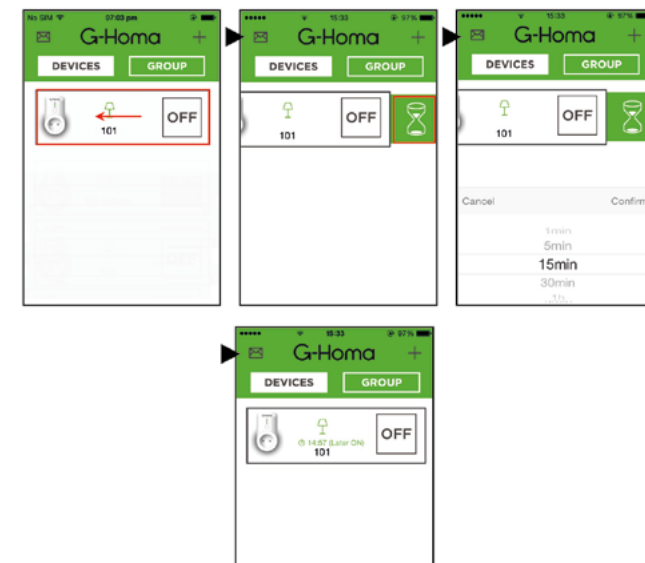 No SIM 07:03 pm
G-Homa +
DEVICES GROUP
101
OFF
15:33 97%
G-Homa +
DEVICES GROUP
101
OFF
15:33 97%
G-Homa +
DEVICES GROUP
101
OFF
Cancel Confirm
1min
5min
15min
30min
1h
15:33 97%
G-Homa +
DEVICES GROUP
14:57 (Later ON)
101
OFF